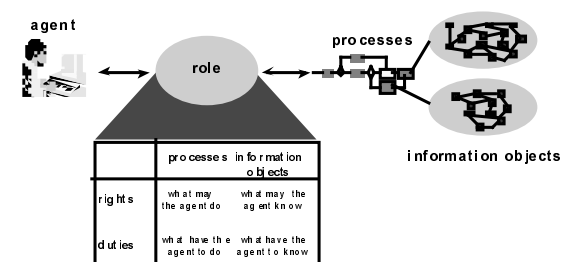 agent
role
processes
information objects
processes information
objects
rights
what may
the agent do
what may the
agent know
duties
what have the
agent to do
what have the
agent to know